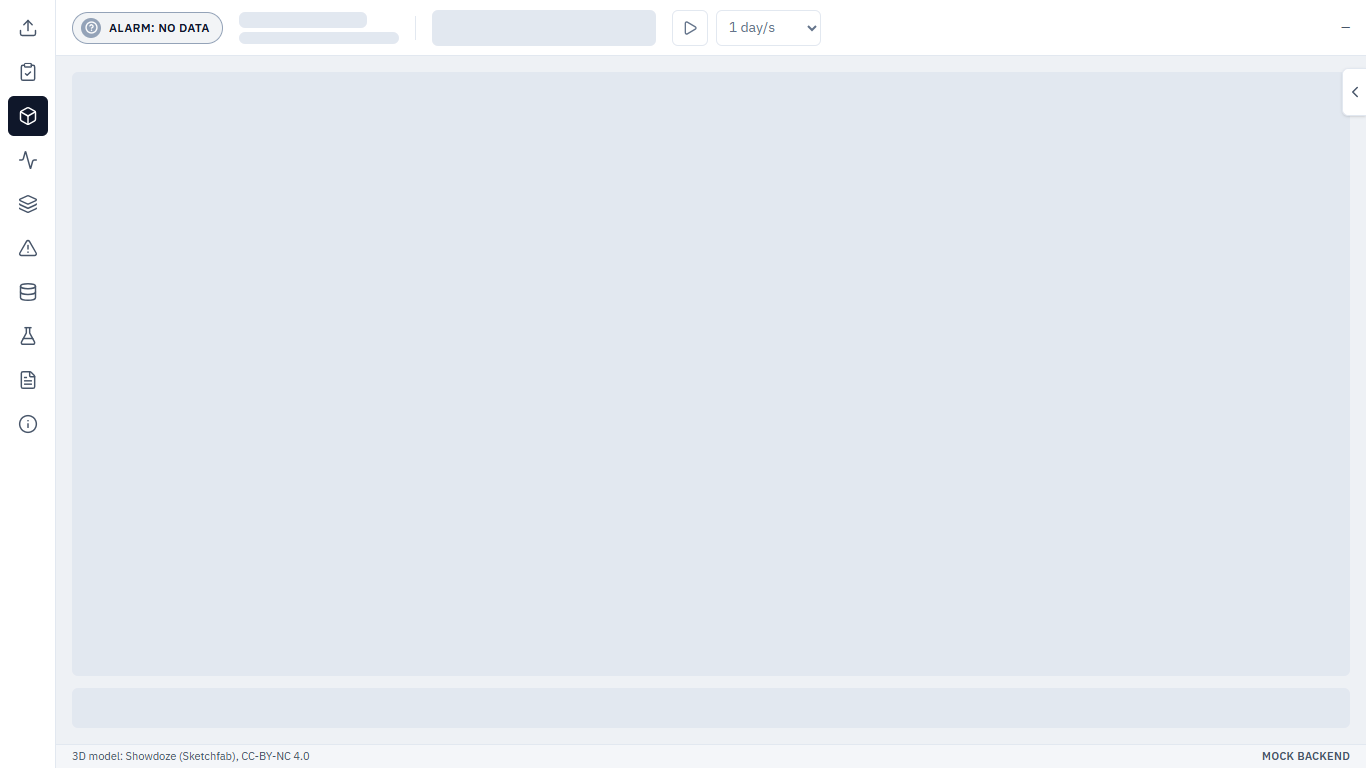 ALARM: NO DATA
1 day/s
–
3D model: Showdoze (Sketchfab), CC-BY-NC 4.0
MOCK BACKEND